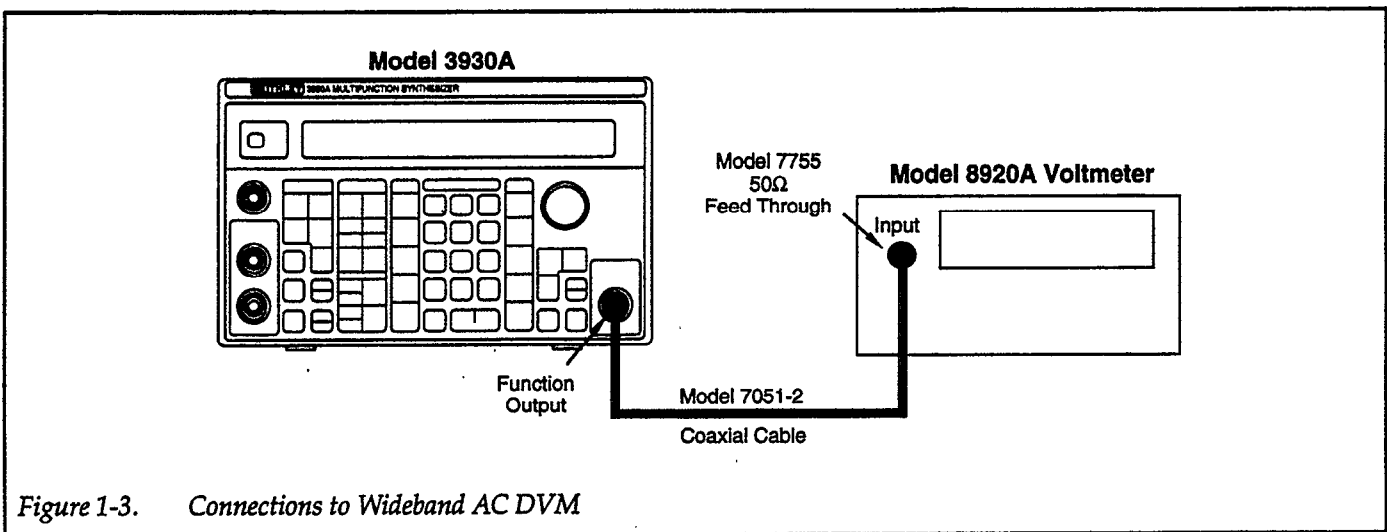 Model 3930A
3930A MULTIFUNCTION SYNTHESIZER
Model 7755
50Ω
Feed Through
Model 8920A Voltmeter
Input
Function
Output
Model 7051-2
Coaxial Cable
Figure 1-3. Connections to Wideband AC DVM